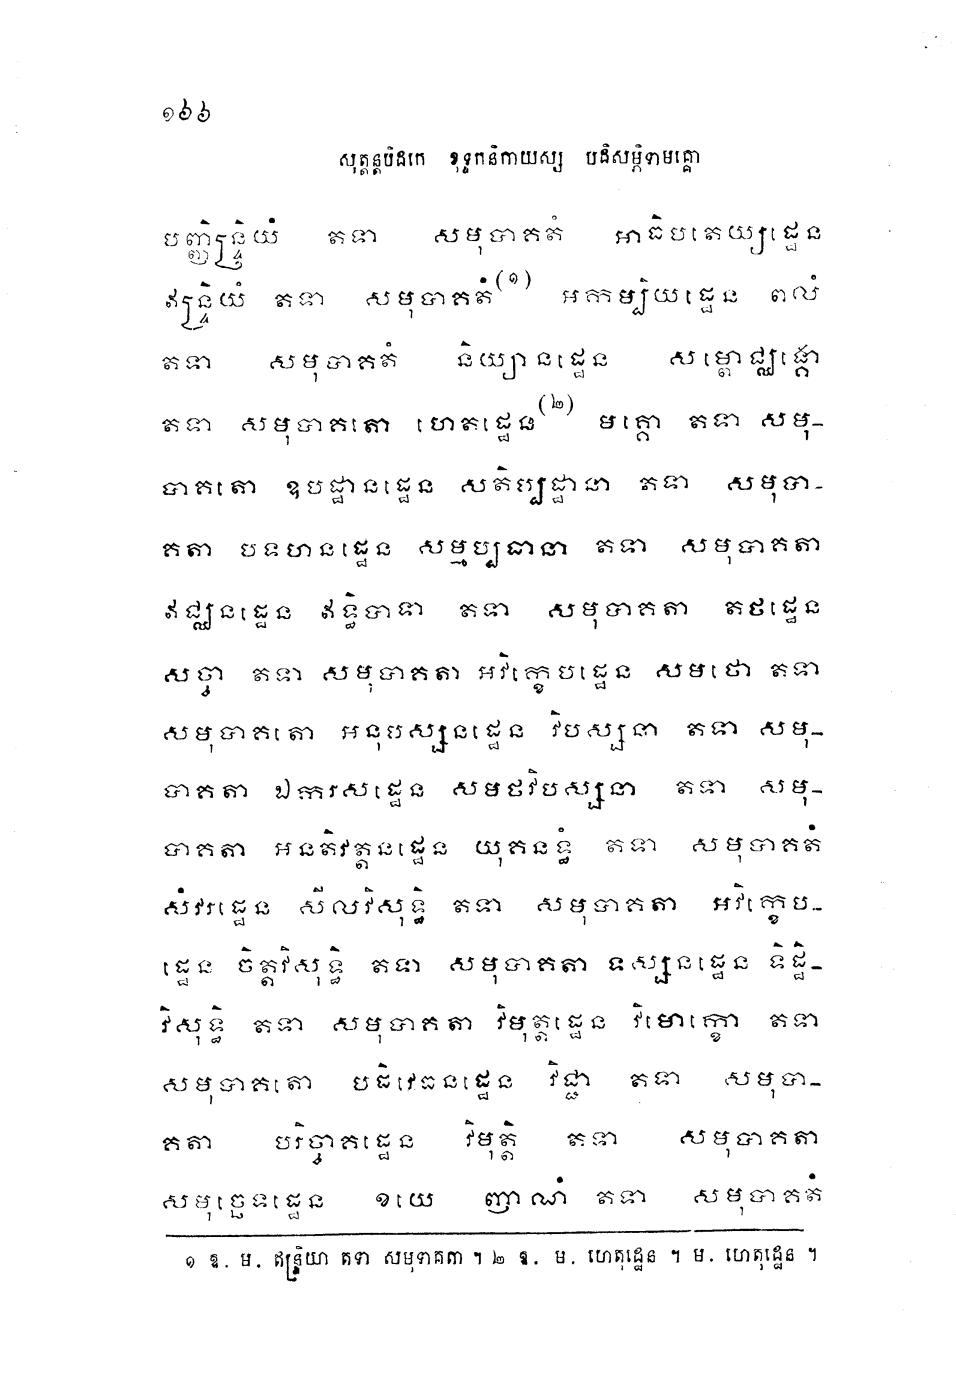 ១៦៦
សុត្តន្តបិដកេ ខុទ្ទកនិកាយស្ស បដិសម្ភិទាមគ្គោ
បញ្ញិន្ទ្រិយំ តទា សមុទាគតំ អាធិបតេយ្យដ្ឋេន
ឥន្ទ្រិយំ តទា សមុទាគតំ(១) អកម្បិយដ្ឋេន ពលំ
តទា សមុទាគតំ និយ្យានដ្ឋេន សម្ពោជ្ឈង្គោ
តទា សមុទាគតោ ហេតដ្ឋេន(២) មគ្គោ តទា សមុ-
ទាគតោ ឧបដ្ឋានដ្ឋេន សតិប្បដ្ឋានា តទា សមុទា-
គតា បទហនដ្ឋេន សម្មប្បធានា តទា សមុទាគតា
ឥជ្ឈនដ្ឋេន ឥទ្ធិបាទា តទា សមុទាគតា តថដ្ឋេន
សច្ចា តទា សមុទាគតា អវិក្ខេបដ្ឋេន សមថោ តទា
សមុទាគតោ អនុបស្សនដ្ឋេន វិបស្សនា តទា សមុ-
ទាគតា ឯករសដ្ឋេន សមថវិបស្សនា តទា សមុ-
ទាគតា អនតិវត្តនដ្ឋេន យុគនទ្ធំ តទា សមុទាគតំ
សំវរដ្ឋេន សីលវិសុទ្ធិ តទា សមុទាគតា អវិក្ខេប-
ដ្ឋេន ចិត្តវិសុទ្ធិ តទា សមុទាគតា ទស្សនដ្ឋេន ទិដ្ឋិ-
វិសុទ្ធិ តទា សមុទាគតា វិមុត្តដ្ឋេន វិមោក្ខោ តទា
សមុទាគតោ បដិវេធនដ្ឋេន វិជ្ជា តទា សមុទា-
គតា បរិច្ចាគដ្ឋេន វិមុត្តិ តទា សមុទាគតា
សមុច្ឆេទដ្ឋេន ខយេ ញាណំ តទា សមុទាគតំ
១ ឧ. ម. ឥន្ទ្រិយា តទា សមុទាគតា ។ ២ ឧ. ម. ហេតុដ្ឋេន ។ ម. ហេតុដ្ឋេន ។